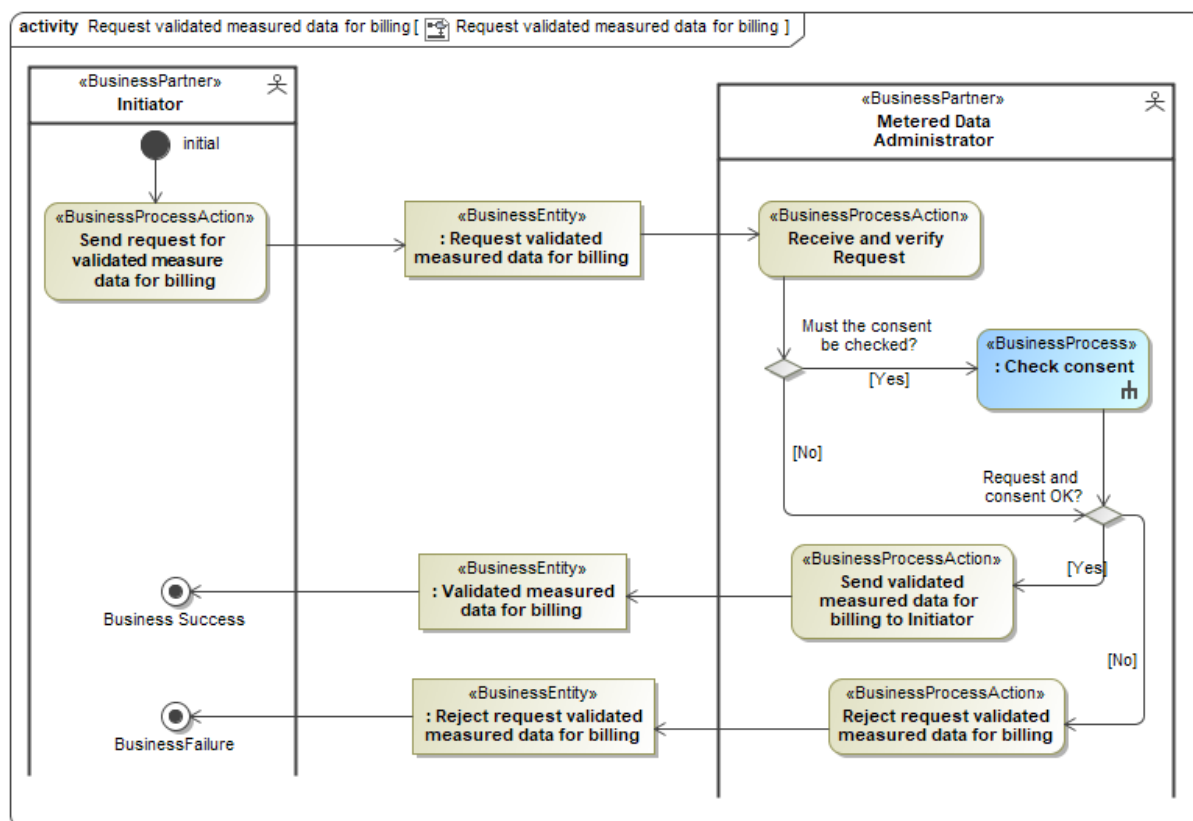 activity Request validated measured data for billing [ Request validated measured data for billing ]
«BusinessPartner»
Initiator
«BusinessPartner»
Metered Data
Administrator
initial
«BusinessProcessAction»
Send request for
validated measure
data for billing
«BusinessEntity»
: Request validated
measured data for billing
«BusinessProcessAction»
Receive and verify
Request
Must the consent
be checked?
[Yes]
«BusinessProcess»
: Check consent
[No]
Request and
consent OK?
[Yes]
«BusinessProcessAction»
Send validated
measured data for
billing to Initiator
«BusinessEntity»
: Validated measured
data for billing
Business Success
[No]
«BusinessProcessAction»
Reject request validated
measured data for billing
«BusinessEntity»
: Reject request validated
measured data for billing
BusinessFailure